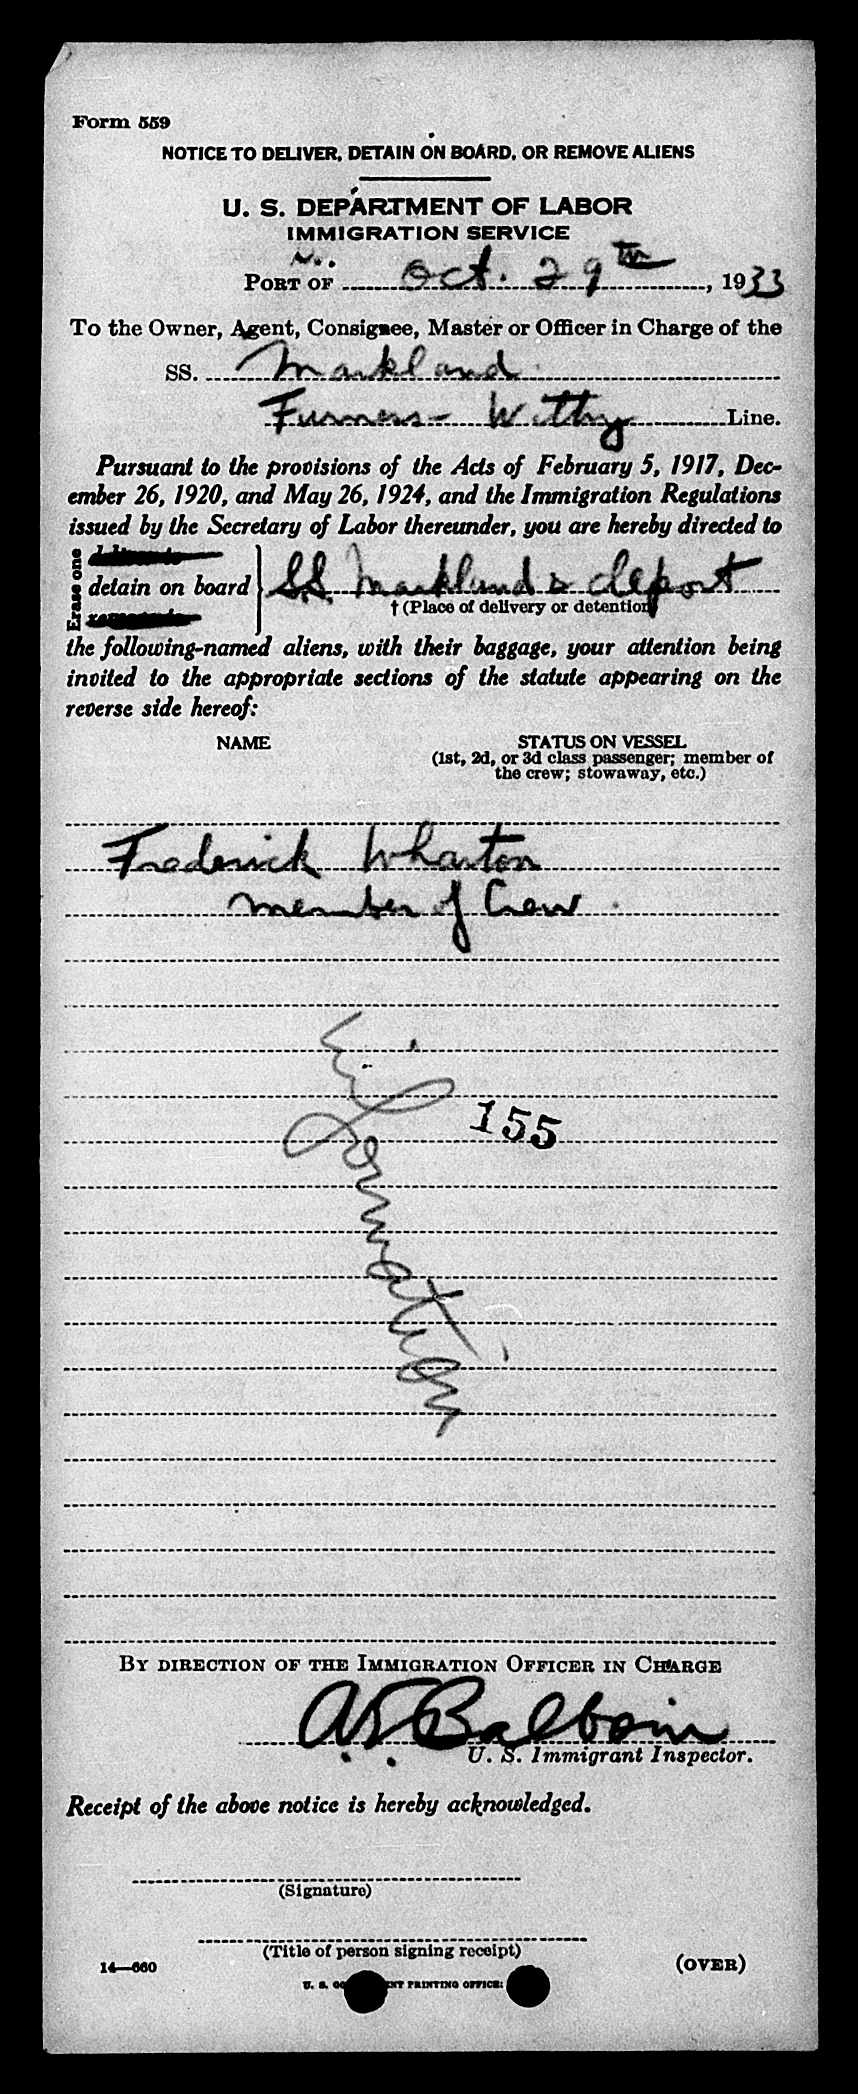 Form 559
NOTICE TO DELIVER, DETAIN ON BOARD, OR REMOVE ALIENS
U. S. DEPARTMENT OF LABOR
IMMIGRATION SERVICE
PORT OF Oct. 29th, 1933
To the Owner, Agent, Consignee, Master or Officer in Charge of the
SS. Markland
Furness - Withy Line.
Pursuant to the provisions of the Acts of February 5, 1917, Dec-
ember 26, 1920, and May 26, 1924, and the Immigration Regulations
issued by the Secretary of Labor thereunder, you are hereby directed to
Erase one
detain on board } S.S. Markland & deport
† (Place of delivery or detention)
the following-named aliens, with their baggage, your attention being
invited to the appropriate sections of the statute appearing on the
reverse side hereof:
NAME STATUS ON VESSEL
(1st, 2d, or 3d class passenger; member of
the crew; stowaway, etc.)
Frederick Wharton
member of Crew
155
BY DIRECTION OF THE IMMIGRATION OFFICER IN CHARGE
U. S. Immigrant Inspector.
Receipt of the above notice is hereby acknowledged.
(Signature)
(Title of person signing receipt)
14—660 (OVER)
U. S. PRINTING OFFICE: